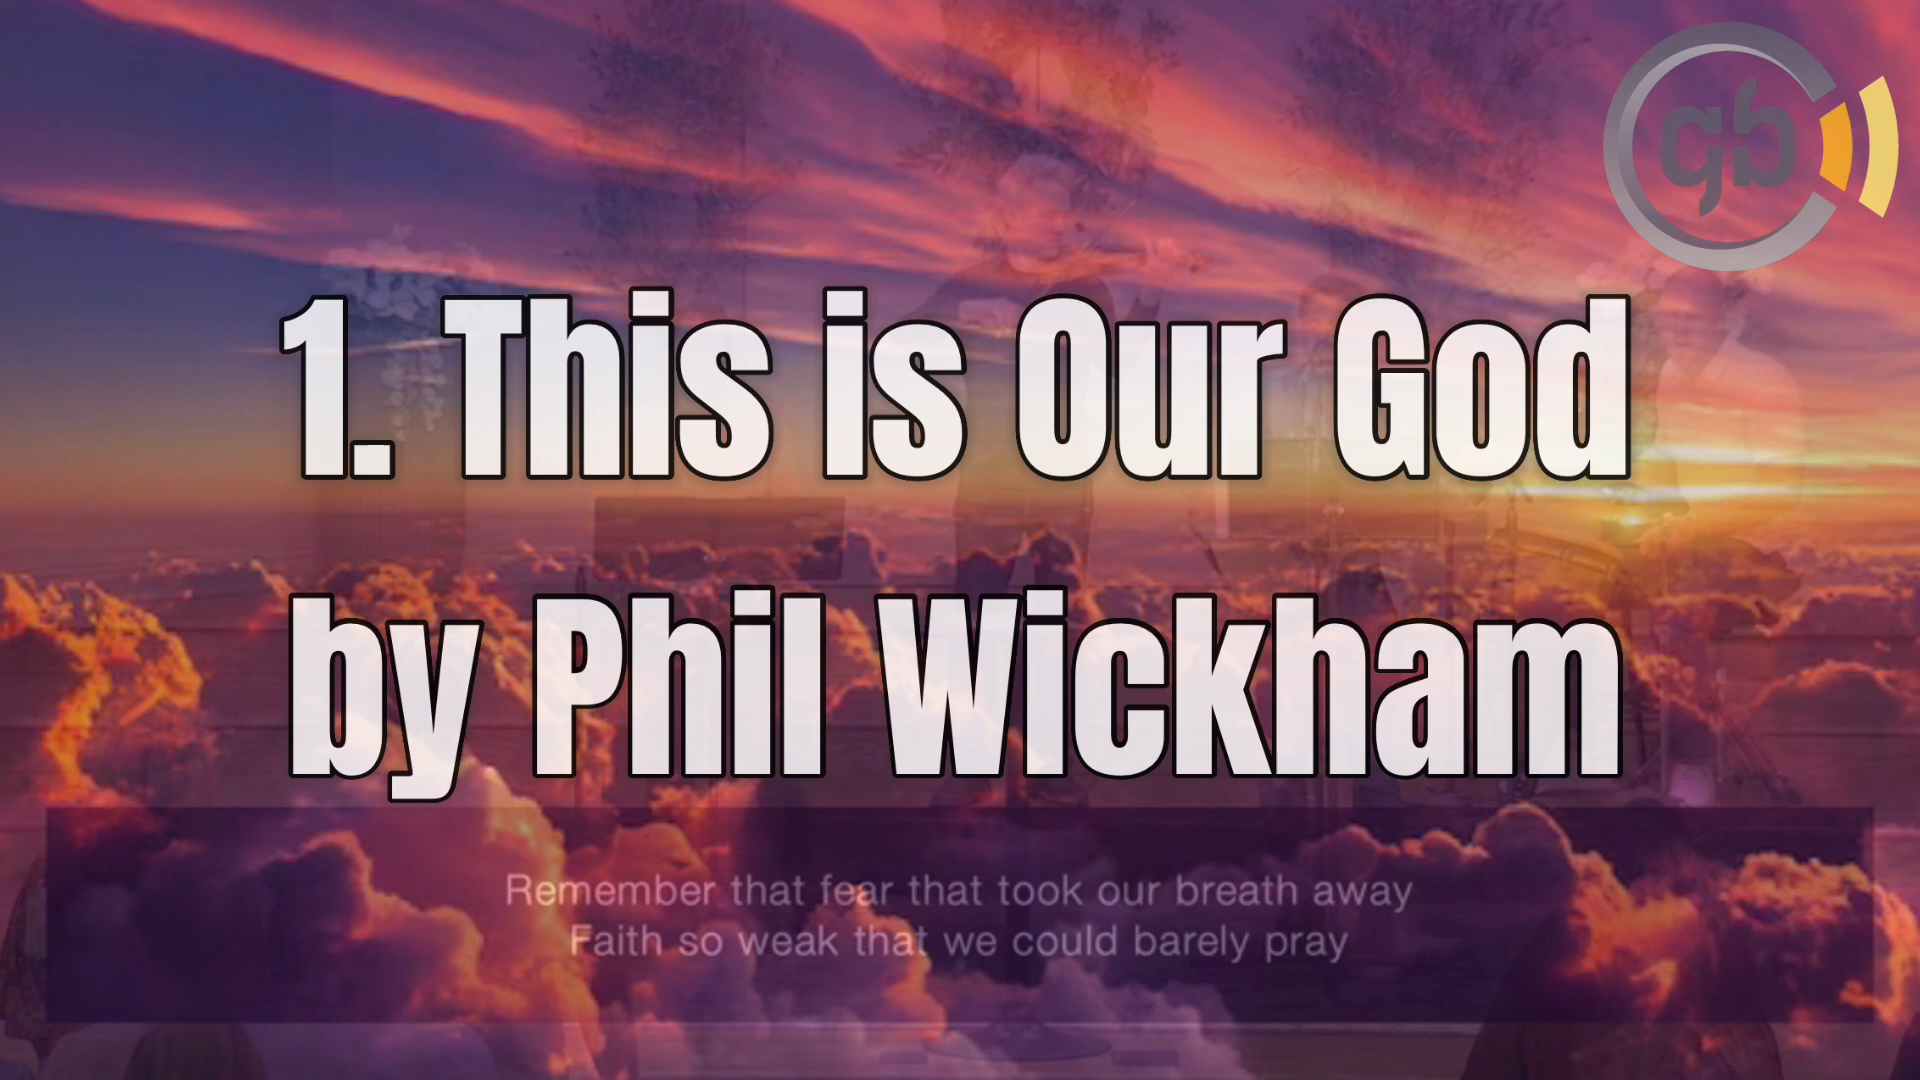 gb
1. This is Our God
by Phil Wickham
Remember that fear that took our breath away
Faith so weak that we could barely pray